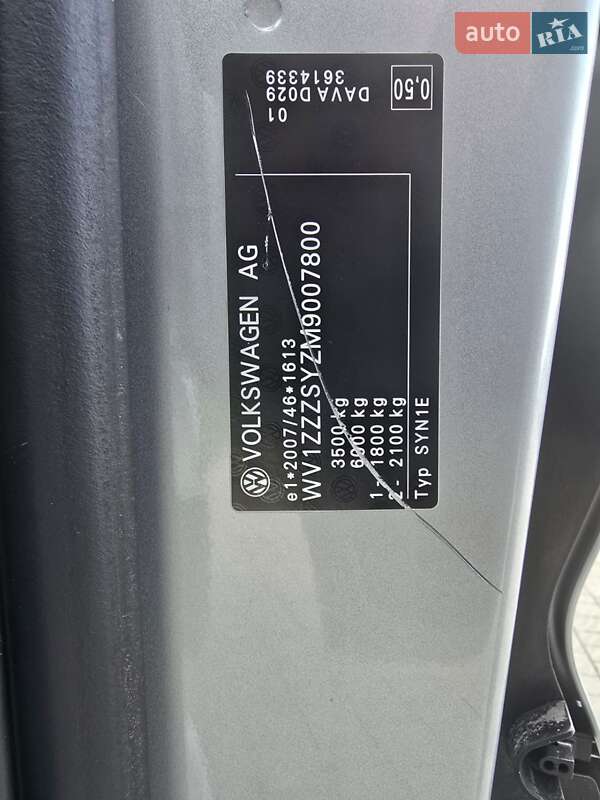 auto RIA.com
VOLKSWAGEN AG
e1*2007/46*1613
WV1ZZZSYZM9007800
3500 kg
6000 kg
1 - 1800 kg
2 - 2100 kg
Typ SYN1E
01
DAVA D029
3614339
0,50